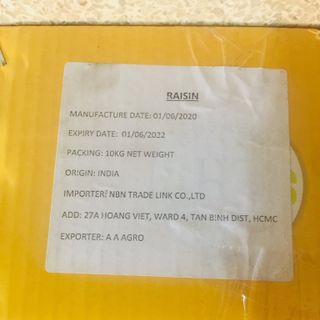 RAISIN
MANUFACTURE DATE: 01/06/2020
EXPIRY DATE: 01/06/2022
PACKING: 10KG NET WEIGHT
ORIGIN: INDIA
IMPORTER: NBN TRADE LINK CO.,LTD
ADD: 27A HOANG VIET, WARD 4, TAN BINH DIST, HCMC
EXPORTER: A A AGRO